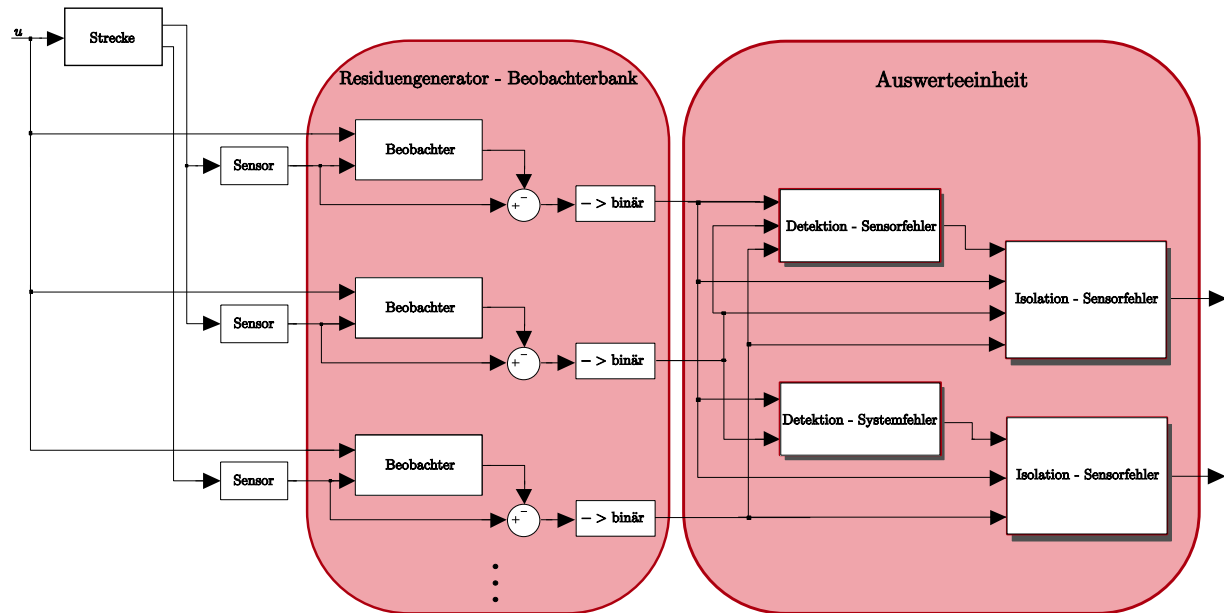 u
Strecke
Residuengenerator - Beobachterbank
Auswerteeinheit
Beobachter
Sensor
+ −
− > binär
Detektion - Sensorfehler
Isolation - Sensorfehler
Beobachter
Sensor
+ −
− > binär
Detektion - Systemfehler
Beobachter
Sensor
+ −
− > binär
Isolation - Sensorfehler